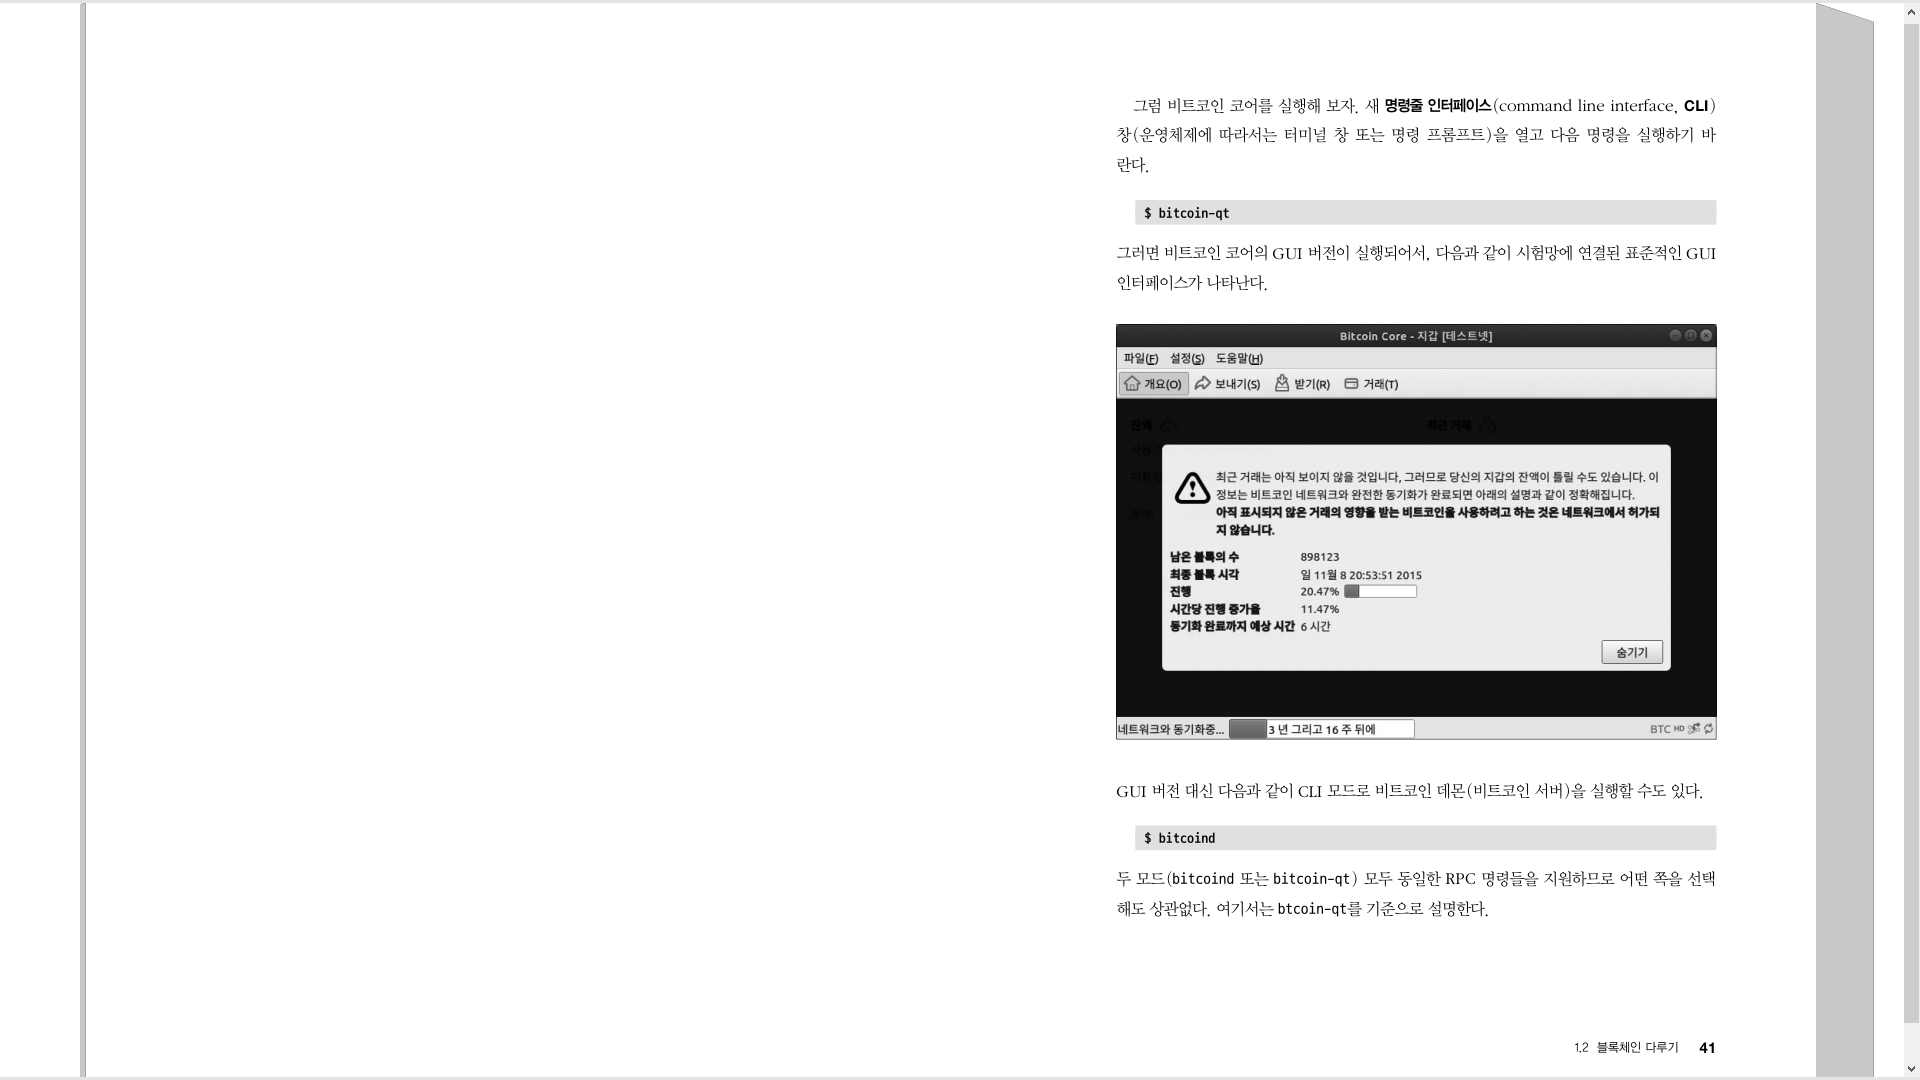 그럼 비트코인 코어를 실행해 보자. 새 명령줄 인터페이스(command line interface, CLI)
창(운영체제에 따라서는 터미널 창 또는 명령 프롬프트)을 열고 다음 명령을 실행하기 바
란다.
$ bitcoin-qt
그러면 비트코인 코어의 GUI 버전이 실행되어서, 다음과 같이 시험망에 연결된 표준적인 GUI
인터페이스가 나타난다.
Bitcoin Core - 지갑 [테스트넷]
파일(F) 설정(S) 도움말(H)
개요(O) 보내기(S) 받기(R) 거래(T)
잔액 최근 거래
최근 거래는 아직 보이지 않을 것입니다, 그러므로 당신의 지갑의 잔액이 틀릴 수도 있습니다. 이
정보는 비트코인 네트워크와 완전한 동기화가 완료되면 아래의 설명과 같이 정확해집니다.
아직 표시되지 않은 거래의 영향을 받는 비트코인을 사용하려고 하는 것은 네트워크에서 허가되
지 않습니다.
남은 블록의 수 898123
최종 블록 시각 일 11월 8 20:53:51 2015
진행 20.47%
시간당 진행 증가율 11.47%
동기화 완료까지 예상 시간 6 시간
숨기기
네트워크와 동기화중... 3 년 그리고 16 주 뒤에 BTC HD
GUI 버전 대신 다음과 같이 CLI 모드로 비트코인 데몬(비트코인 서버)을 실행할 수도 있다.
$ bitcoind
두 모드(bitcoind 또는 bitcoin-qt) 모두 동일한 RPC 명령들을 지원하므로 어떤 쪽을 선택
해도 상관없다. 여기서는 btcoin-qt를 기준으로 설명한다.
1.2 블록체인 다루기 41